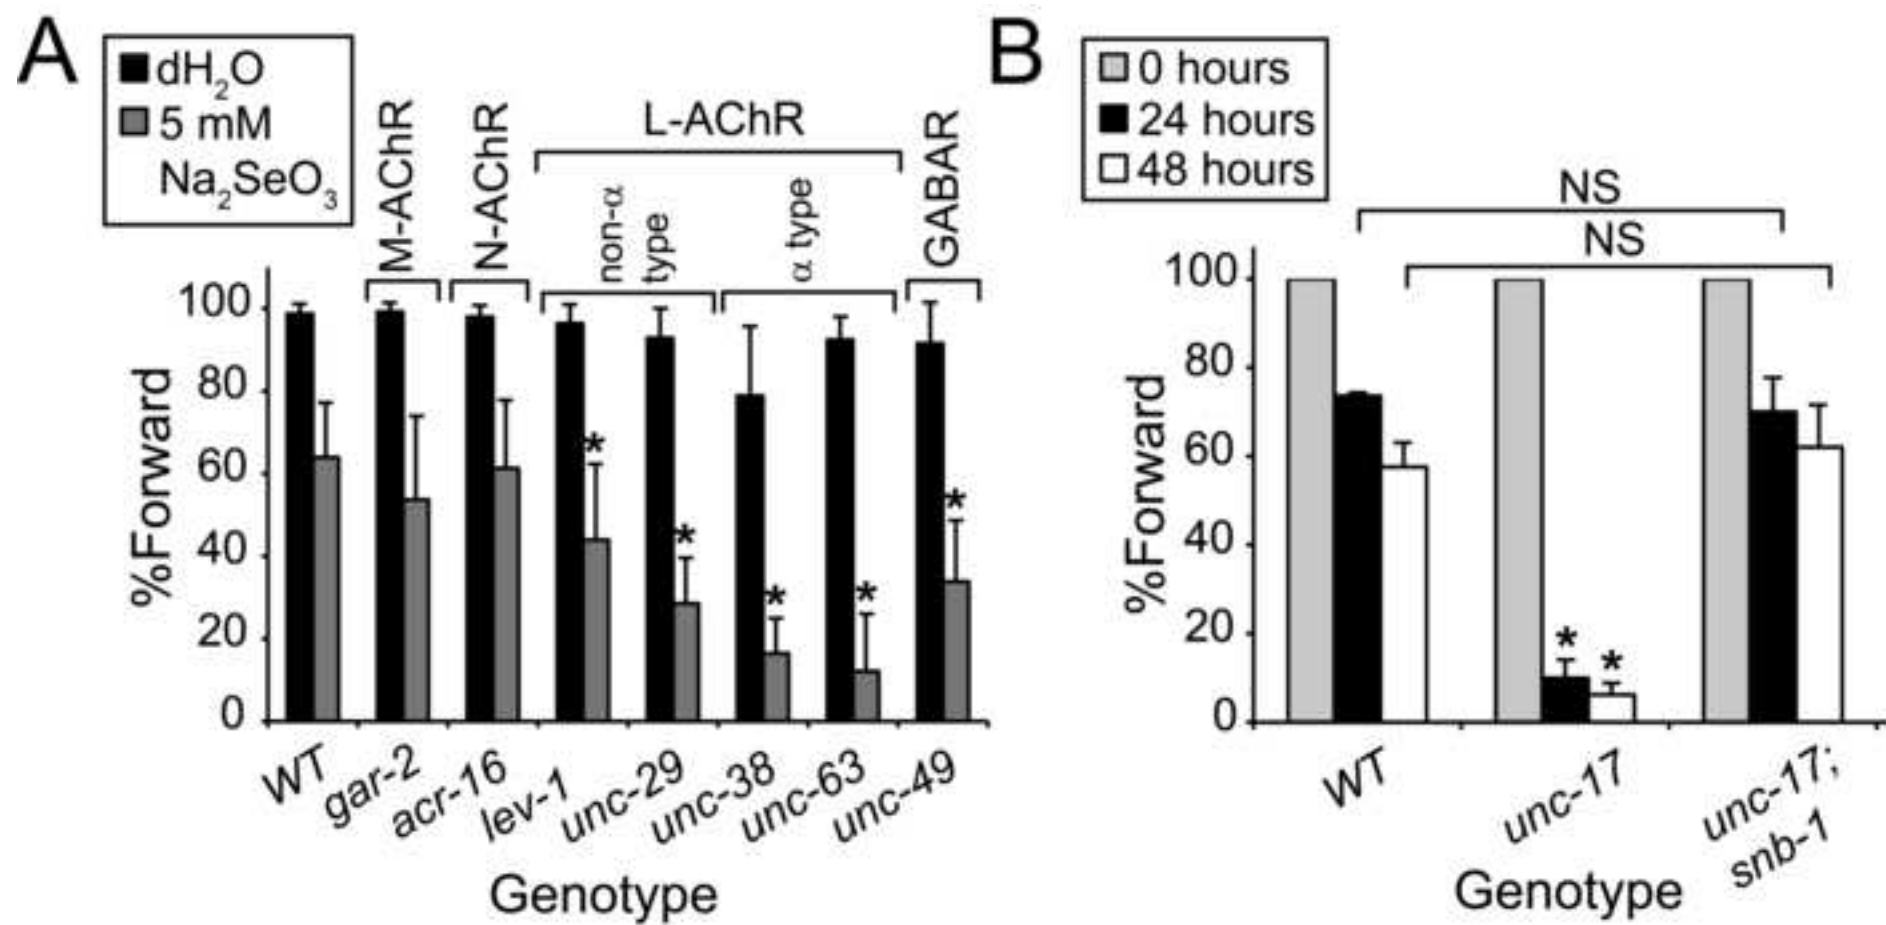 A
dH₂O
5 mM
Na₂SeO₃
M-AChR
N-AChR
L-AChR
non-α
type
α type
GABAR
100
80
60
40
20
0
%Forward
*
*
*
*
*
WT
gar-2
acr-16
lev-1
unc-29
unc-38
unc-63
unc-49
Genotype
B
0 hours
24 hours
48 hours
NS
NS
100
80
60
40
20
0
%Forward
*
*
WT
unc-17
unc-17;
snb-1
Genotype